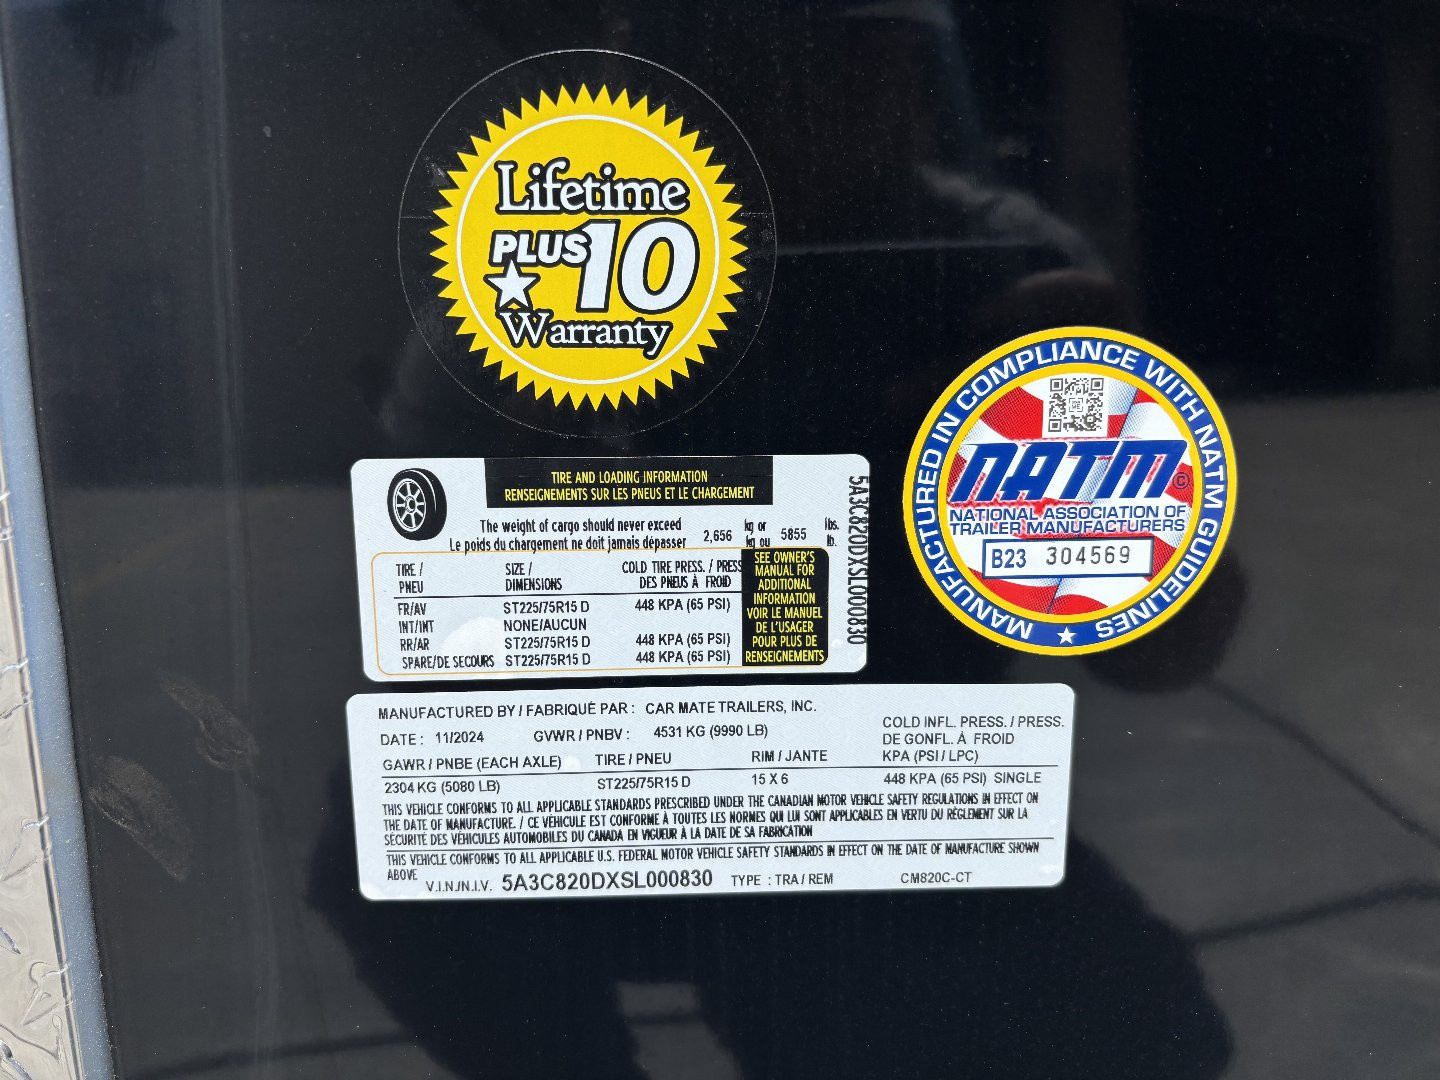 Lifetime
PLUS 10
Warranty
MANUFACTURED IN COMPLIANCE WITH NATM GUIDELINES
NATM ©
NATIONAL ASSOCIATION OF
TRAILER MANUFACTURERS
B23 304569
TIRE AND LOADING INFORMATION
RENSEIGNEMENTS SUR LES PNEUS ET LE CHARGEMENT
The weight of cargo should never exceed kg or lbs.
Le poids du chargement ne doit jamais dépasser 2,656 kg ou 5855 lb.
TIRE / SIZE / COLD TIRE PRESS. / PRESS
PNEU DIMENSIONS DES PNEUS À FROID
FR/AV ST225/75R15 D 448 KPA (65 PSI)
INT/INT NONE/AUCUN
RR/AR ST225/75R15 D 448 KPA (65 PSI)
SPARE/DE SECOURS ST225/75R15 D 448 KPA (65 PSI)
SEE OWNER'S
MANUAL FOR
ADDITIONAL
INFORMATION
VOIR LE MANUEL
DE L'USAGER
POUR PLUS DE
RENSEIGNEMENTS
5A3C820DXSL000830
MANUFACTURED BY / FABRIQUÉ PAR : CAR MATE TRAILERS, INC.
DATE : 11/2024 GVWR / PNBV : 4531 KG (9990 LB)
COLD INFL. PRESS. / PRESS.
DE GONFL. À FROID
GAWR / PNBE (EACH AXLE) TIRE / PNEU RIM / JANTE KPA (PSI / LPC)
2304 KG (5080 LB) ST225/75R15 D 15 X 6 448 KPA (65 PSI) SINGLE
THIS VEHICLE CONFORMS TO ALL APPLICABLE STANDARDS PRESCRIBED UNDER THE CANADIAN MOTOR VEHICLE SAFETY REGULATIONS IN EFFECT ON
THE DATE OF MANUFACTURE. / CE VÉHICULE EST CONFORME À TOUTES LES NORMES QUI LUI SONT APPLICABLES EN VERTU DU RÈGLEMENT SUR LA
SÉCURITÉ DES VÉHICULES AUTOMOBILES DU CANADA EN VIGUEUR À LA DATE DE SA FABRICATION
THIS VEHICLE CONFORMS TO ALL APPLICABLE U.S. FEDERAL MOTOR VEHICLE SAFETY STANDARDS IN EFFECT ON THE DATE OF MANUFACTURE SHOWN
ABOVE
V.I.N./N.I.V. 5A3C820DXSL000830 TYPE : TRA / REM CM820C-CT